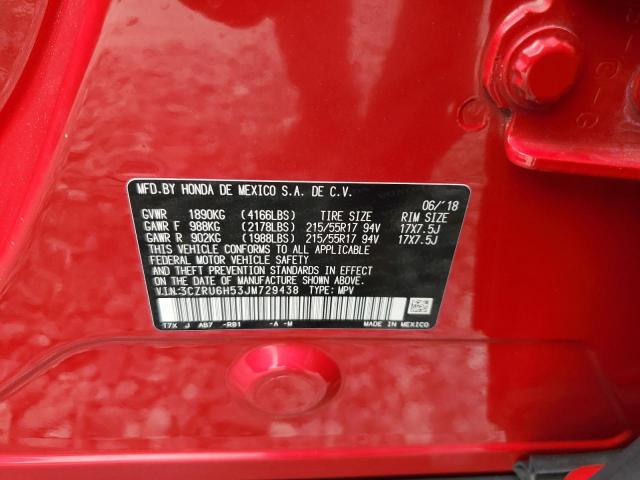 MFD.BY HONDA DE MEXICO S.A. DE C.V. 06/'18
GVWR 1890KG (4166LBS) TIRE SIZE RIM SIZE
GAWR F 988KG (2178LBS) 215/55R17 94V 17X7.5J
GAWR R 902KG (1988LBS) 215/55R17 94V 17X7.5J
THIS VEHICLE CONFORMS TO ALL APPLICABLE
FEDERAL MOTOR VEHICLE SAFETY
AND THEFT PREVENTION STANDARDS IN EFFECT
ON THE DATE OF MANUFACTURE SHOWN ABOVE.
V.I.N.:3CZRU6H53JM729438 TYPE: MPV
T7X J AB7 -RB1 -A -M MADE IN MEXICO